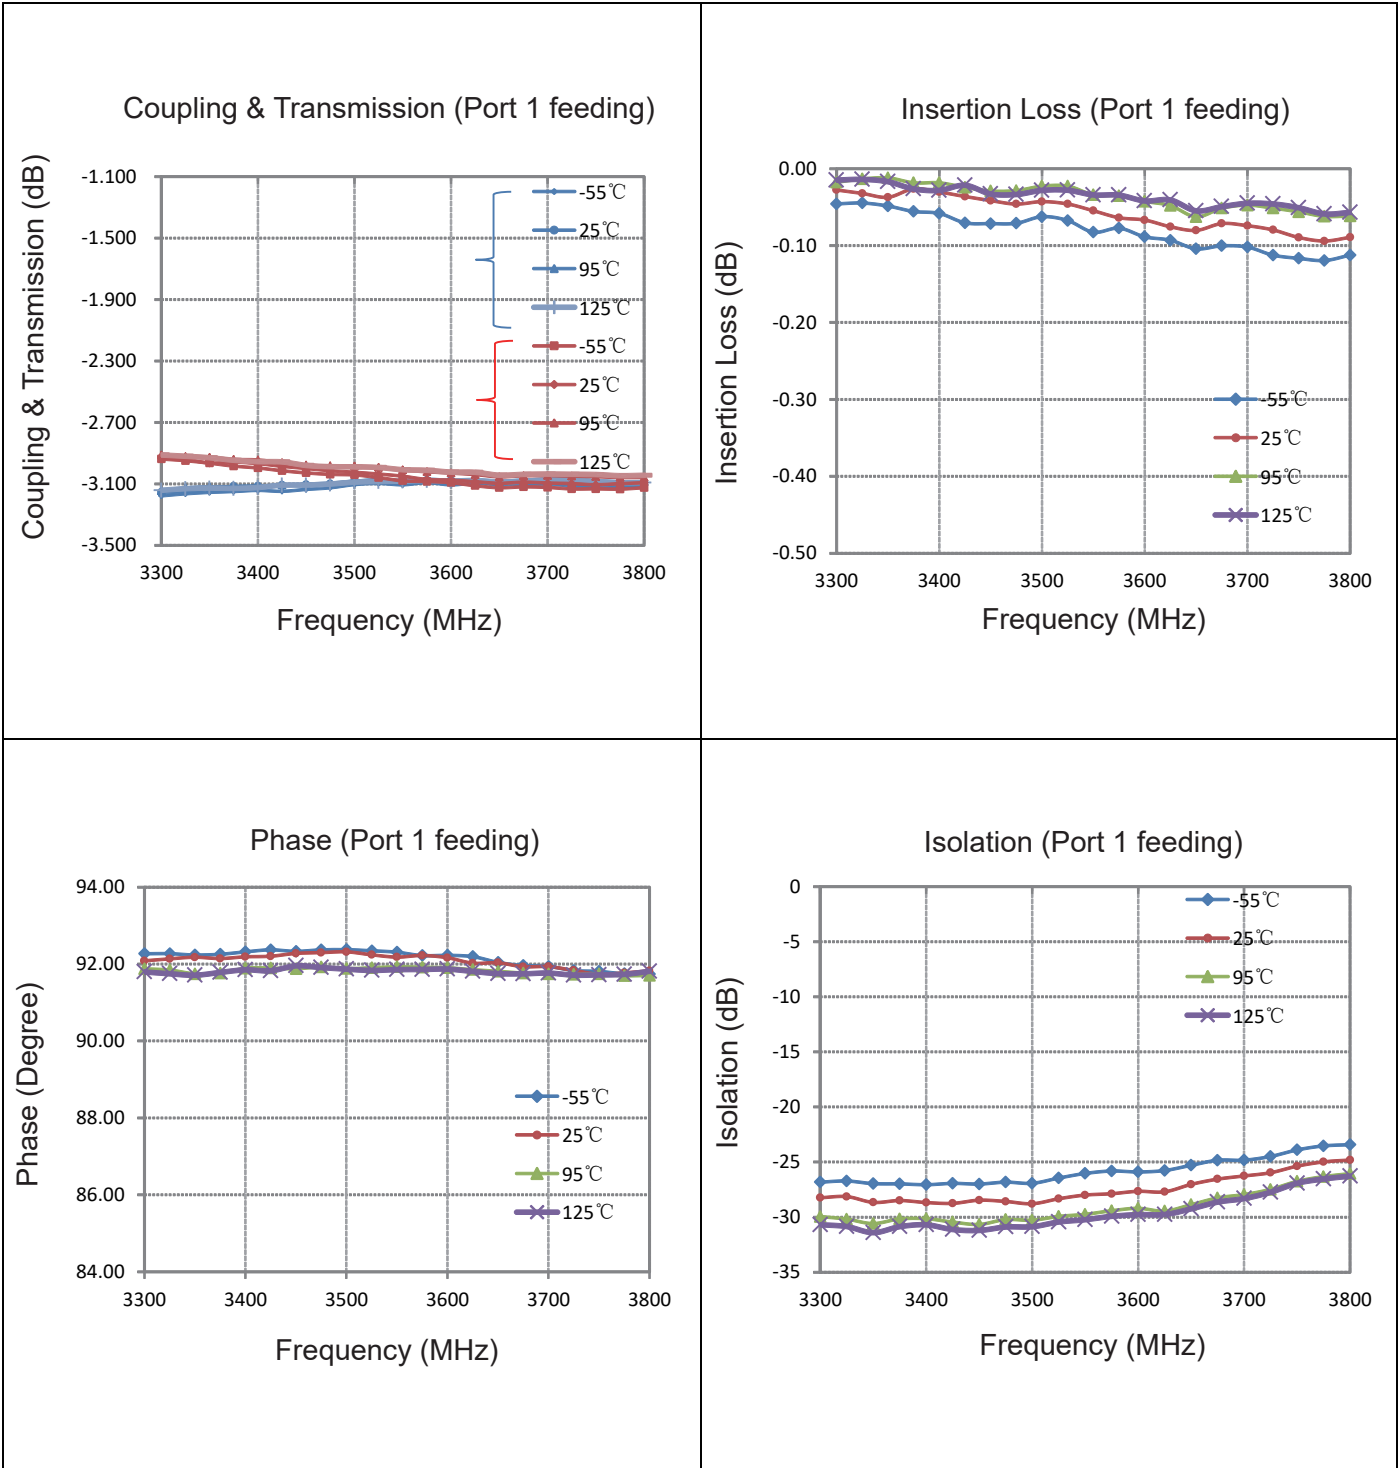 Coupling & Transmission (Port 1 feeding)
Coupling & Transmission (dB)
-1.100
-1.500
-1.900
-2.300
-2.700
-3.100
-3.500
-55℃
25℃
95℃
125℃
-55℃
25℃
95℃
125℃
3300 3400 3500 3600 3700 3800
Frequency (MHz)
Insertion Loss (Port 1 feeding)
Insertion Loss (dB)
0.00
-0.10
-0.20
-0.30
-0.40
-0.50
-55℃
25℃
95℃
125℃
3300 3400 3500 3600 3700 3800
Frequency (MHz)
Phase (Port 1 feeding)
Phase (Degree)
94.00
92.00
90.00
88.00
86.00
84.00
-55℃
25℃
95℃
125℃
3300 3400 3500 3600 3700 3800
Frequency (MHz)
Isolation (Port 1 feeding)
Isolation (dB)
0
-5
-10
-15
-20
-25
-30
-35
-55℃
25℃
95℃
125℃
3300 3400 3500 3600 3700 3800
Frequency (MHz)